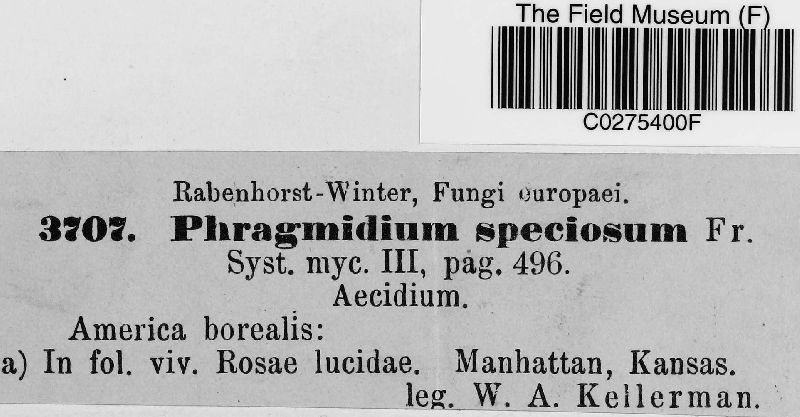 The Field Museum (F)
C0275400F
Rabenhorst-Winter, Fungi europaei.
3707. Phragmidium speciosum Fr.
Syst. myc. III, pag. 496.
Aecidium.
America borealis:
a) In fol. viv. Rosae lucidae. Manhattan, Kansas.
leg. W. A. Kellerman.